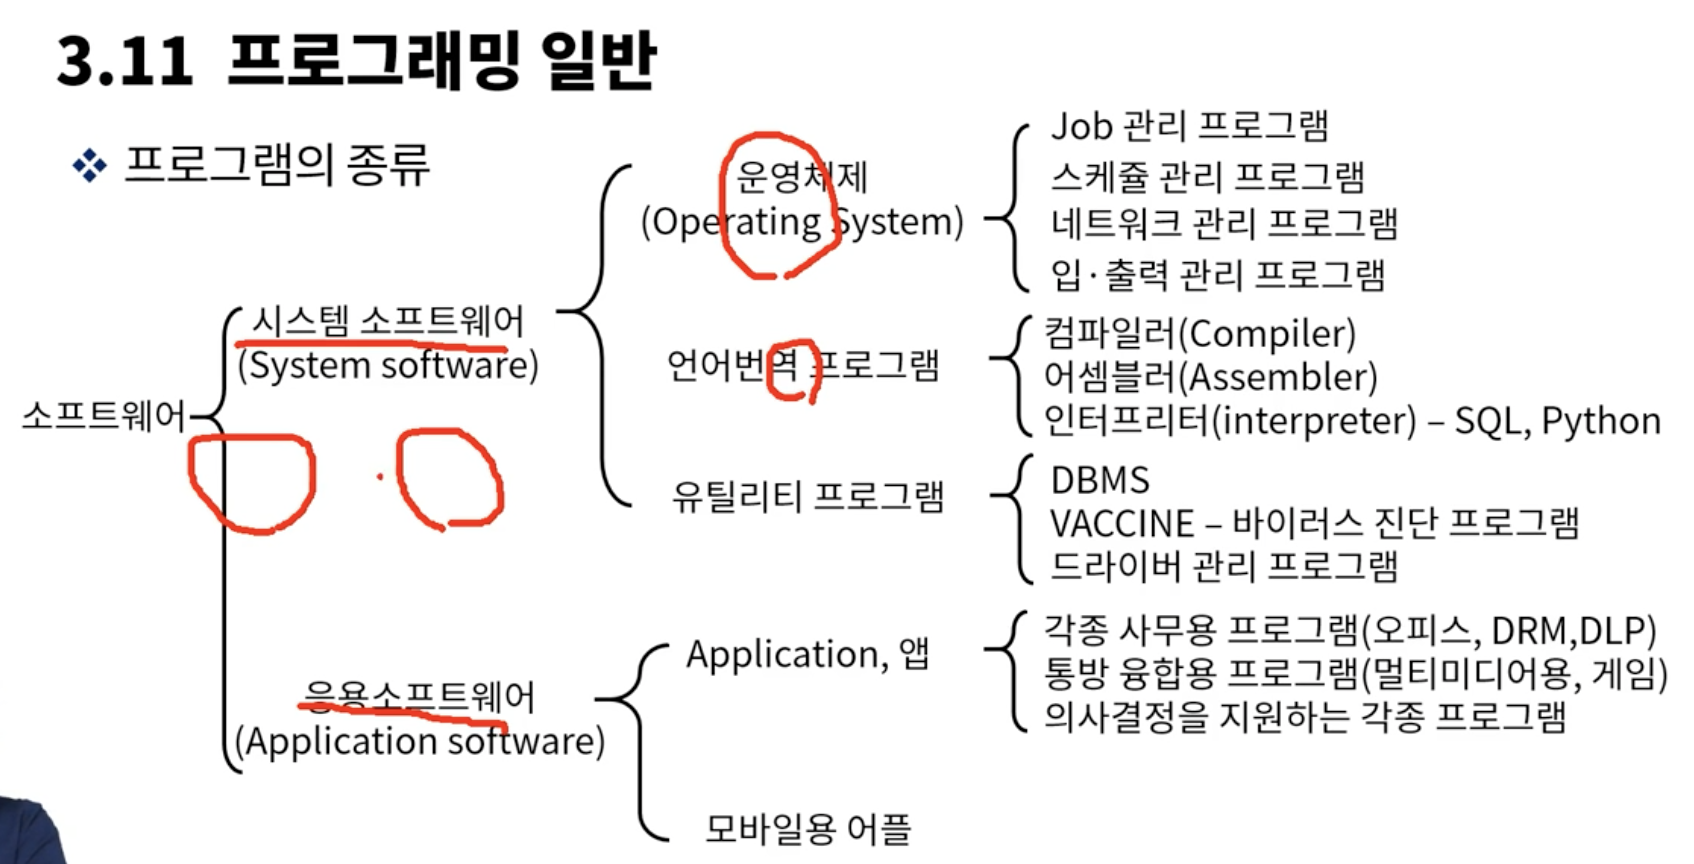 3.11 프로그래밍 일반
❖ 프로그램의 종류
소프트웨어
시스템 소프트웨어
(System software)
운영체제
(Operating System)
Job 관리 프로그램
스케쥴 관리 프로그램
네트워크 관리 프로그램
입·출력 관리 프로그램
언어번역 프로그램
컴파일러(Compiler)
어셈블러(Assembler)
인터프리터(interpreter) – SQL, Python
유틸리티 프로그램
DBMS
VACCINE – 바이러스 진단 프로그램
드라이버 관리 프로그램
응용소프트웨어
(Application software)
Application, 앱
각종 사무용 프로그램(오피스, DRM,DLP)
통방 융합용 프로그램(멀티미디어용, 게임)
의사결정을 지원하는 각종 프로그램
모바일용 어플